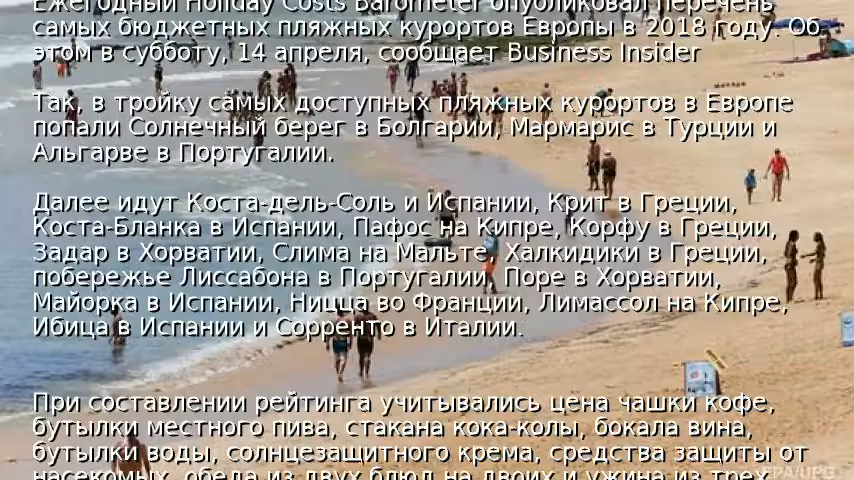 Ежегодный Holiday Costs Barometer опубликовал перечень
самых бюджетных пляжных курортов Европы в 2018 году. Об
этом в субботу, 14 апреля, сообщает Business Insider
Так, в тройку самых доступных пляжных курортов в Европе
попали Солнечный берег в Болгарии, Мармарис в Турции и
Альгарве в Португалии.
Далее идут Коста-дель-Соль и Испании, Крит в Греции,
Коста-Бланка в Испании, Пафос на Кипре, Корфу в Греции,
Задар в Хорватии, Слима на Мальте, Халкидики в Греции,
побережье Лиссабона в Португалии, Поре в Хорватии,
Майорка в Испании, Ницца во Франции, Лимассол на Кипре,
Ибица в Испании и Сорренто в Италии.
При составлении рейтинга учитывались цена чашки кофе,
бутылки местного пива, стакана кока-колы, бокала вина,
бутылки воды, солнцезащитного крема, средства защиты от
насекомых, обеда из двух блюд на двоих и ужина из трех
EPA/UPG